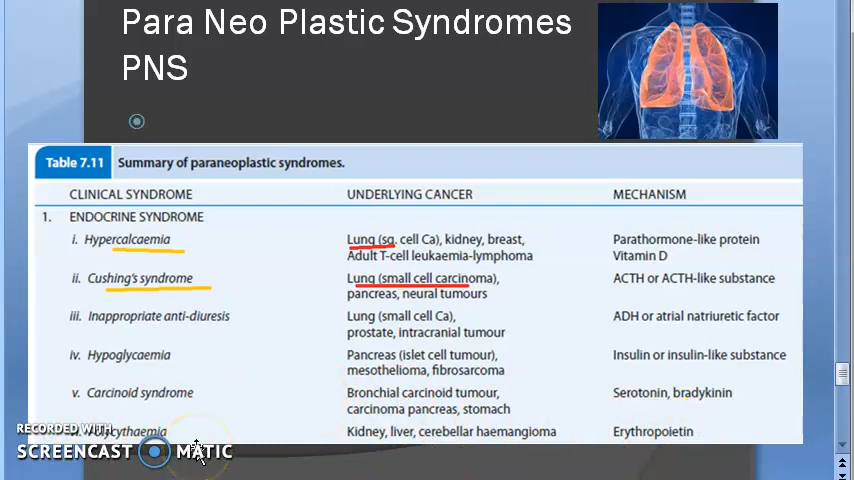 Para Neo Plastic Syndromes
PNS
Table 7.11 Summary of paraneoplastic syndromes.
CLINICAL SYNDROME UNDERLYING CANCER MECHANISM
1. ENDOCRINE SYNDROME
i. Hypercalcaemia Lung (sq. cell Ca), kidney, breast, Parathormone-like protein
Adult T-cell leukaemia-lymphoma Vitamin D
ii. Cushing's syndrome Lung (small cell carcinoma), ACTH or ACTH-like substance
pancreas, neural tumours
iii. Inappropriate anti-diuresis Lung (small cell Ca), ADH or atrial natriuretic factor
prostate, intracranial tumour
iv. Hypoglycaemia Pancreas (islet cell tumour), Insulin or insulin-like substance
mesothelioma, fibrosarcoma
v. Carcinoid syndrome Bronchial carcinoid tumour, Serotonin, bradykinin
carcinoma pancreas, stomach
Kidney, liver, cerebellar haemangioma Erythropoietin
RECORDED WITH
SCREENCAST MATIC